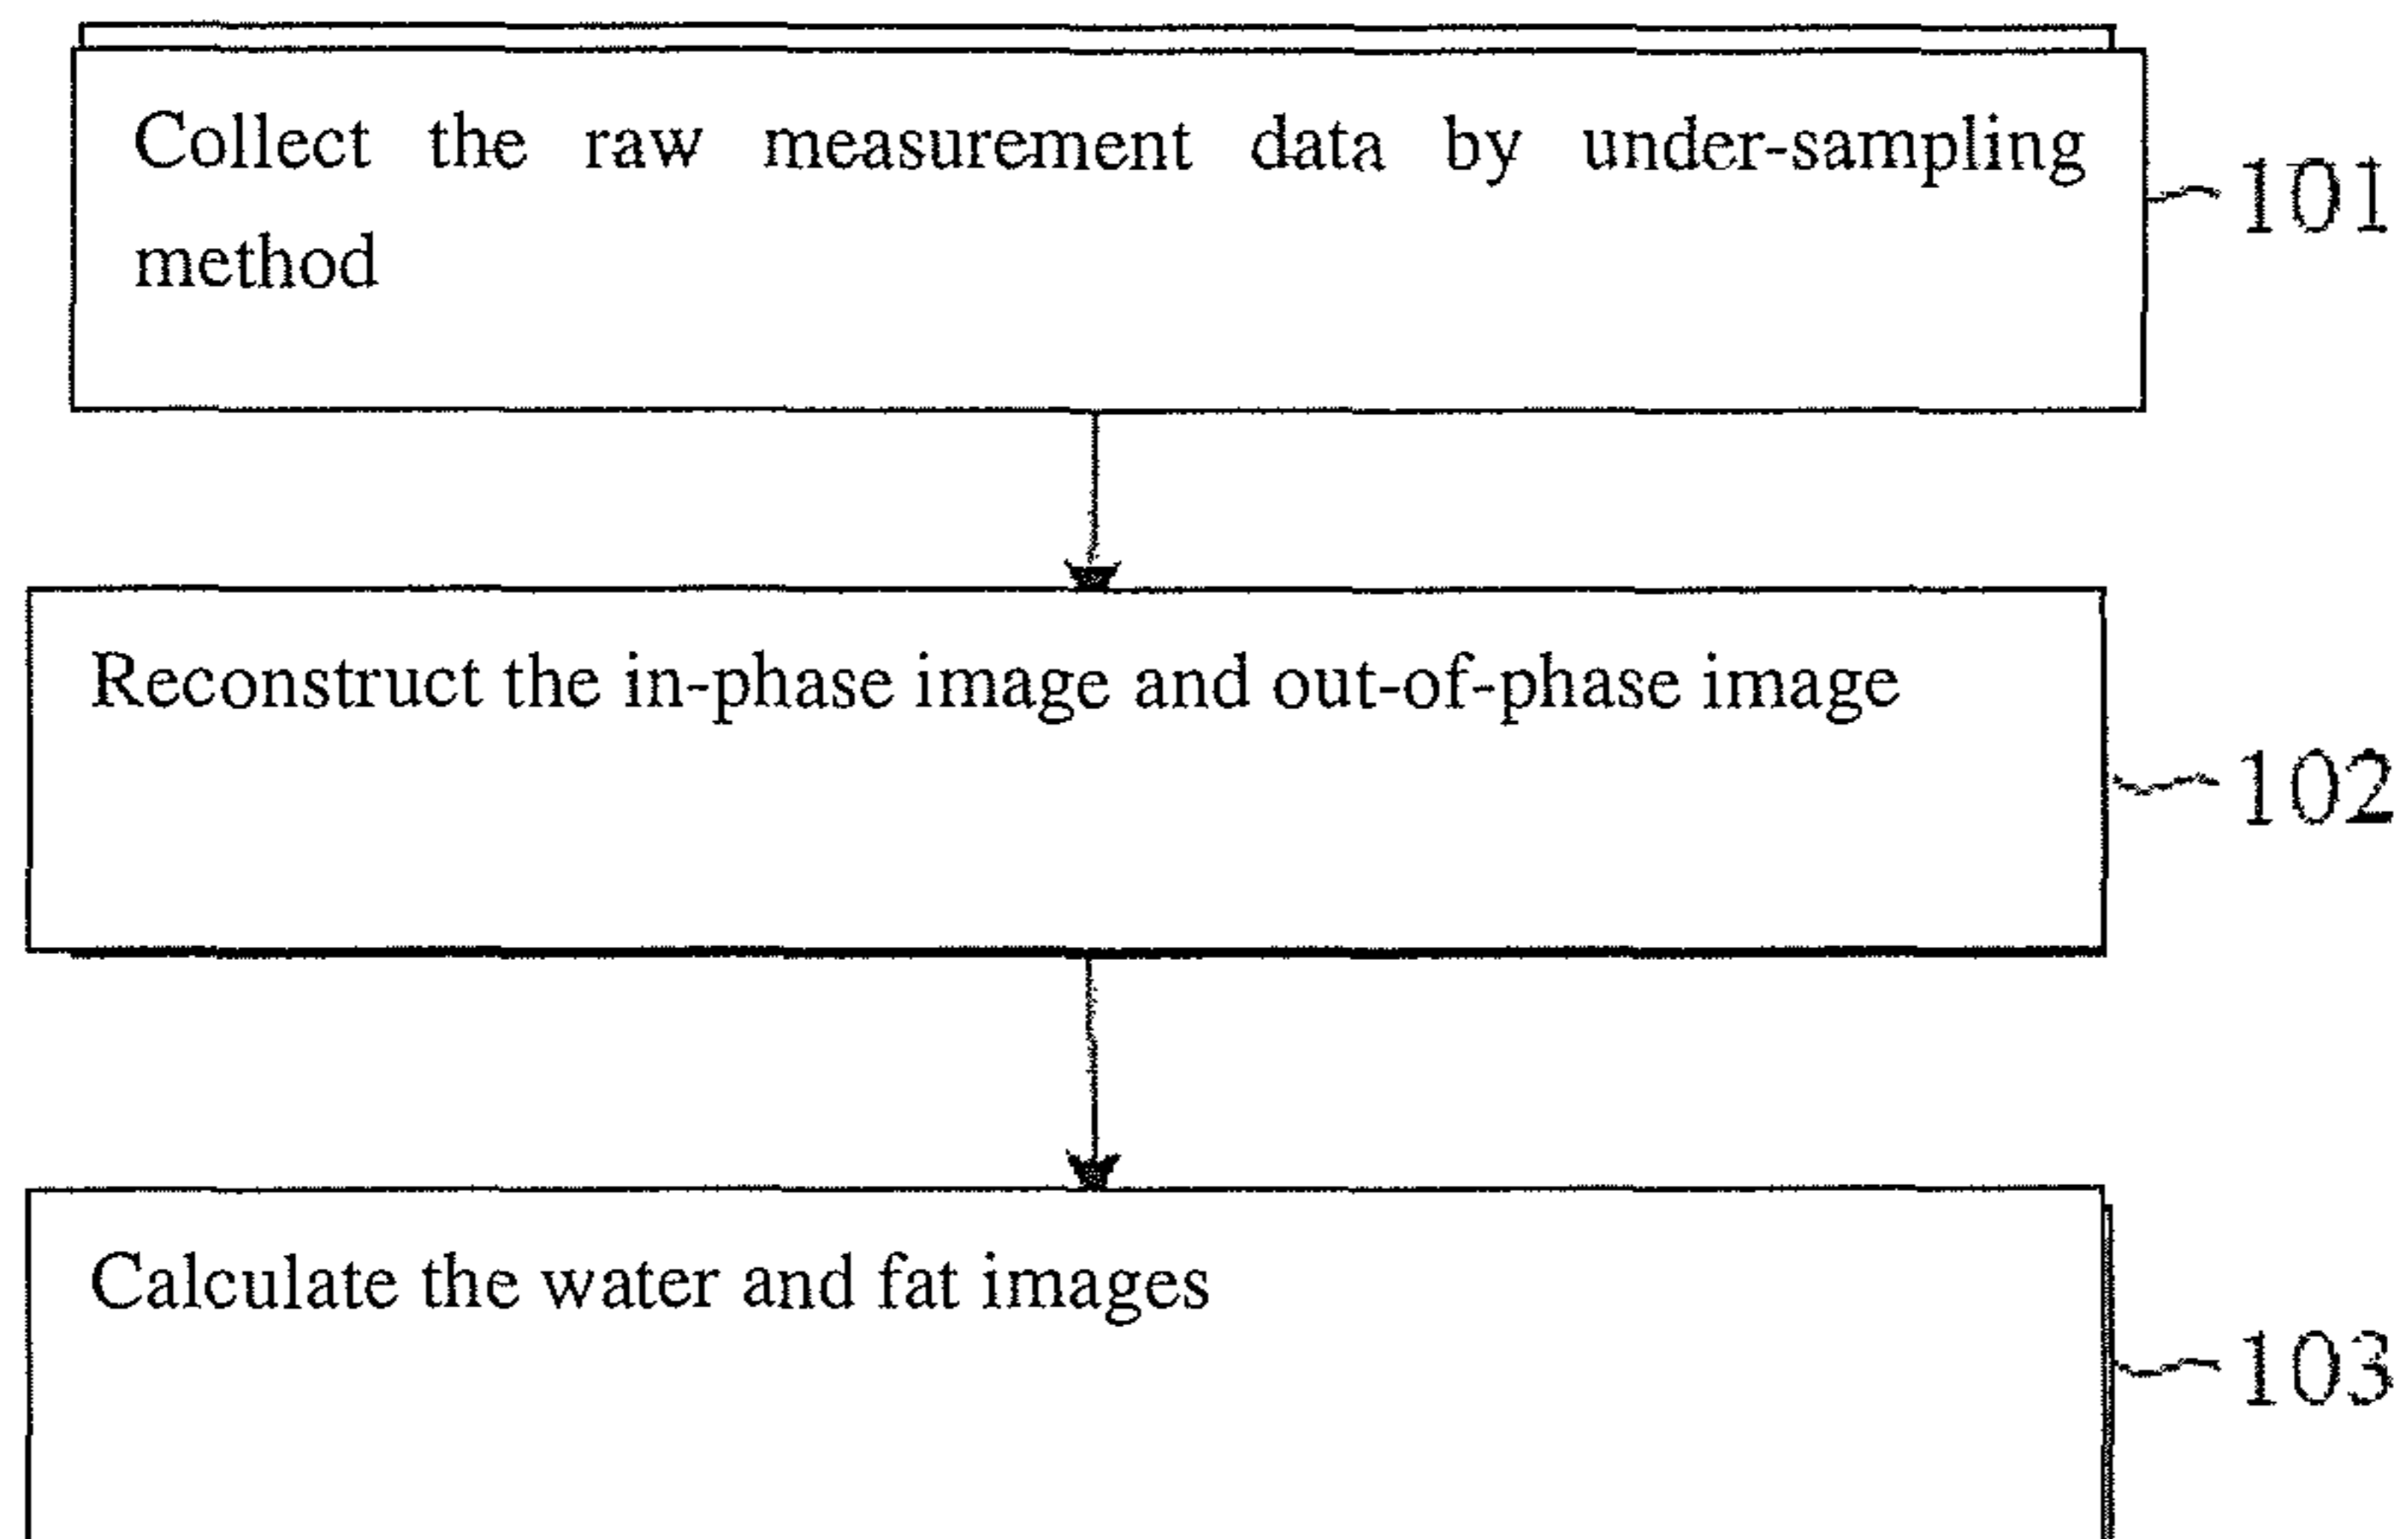 Collect the raw measurement data by under-sampling
method
101
Reconstruct the in-phase image and out-of-phase image
102
Calculate the water and fat images
103